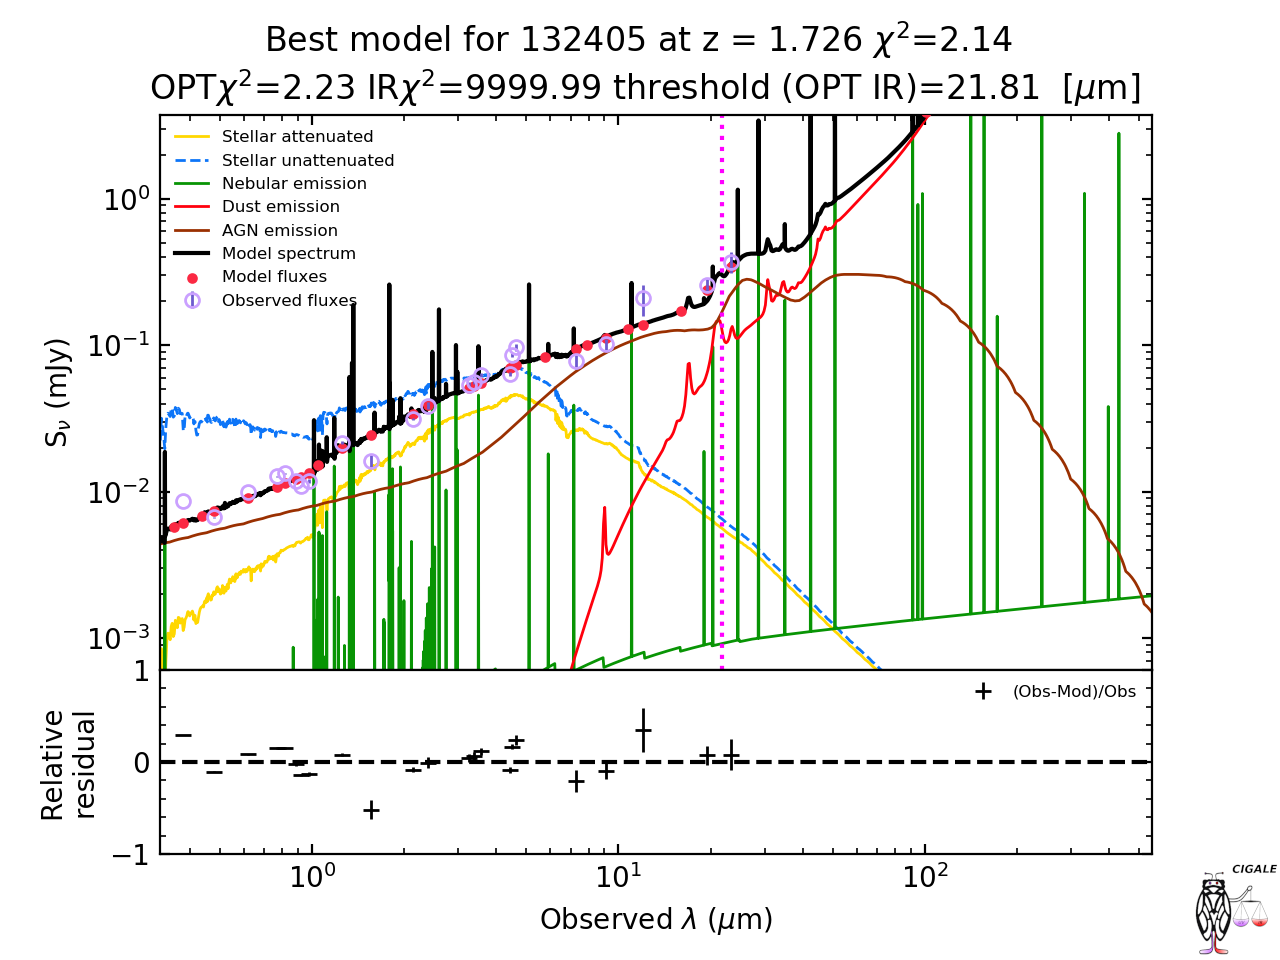 Best model for 132405 at z = 1.726 χ²=2.14
OPTχ²=2.23 IRχ²=9999.99 threshold (OPT IR)=21.81 [μm]
Stellar attenuated
Stellar unattenuated
Nebular emission
Dust emission
AGN emission
Model spectrum
Model fluxes
Observed fluxes
10⁰
10⁻¹
10⁻²
10⁻³
S_ν (mJy)
1
0
−1
Relative
residual
(Obs-Mod)/Obs
10⁰ 10¹ 10²
Observed λ (μm)
CIGALE